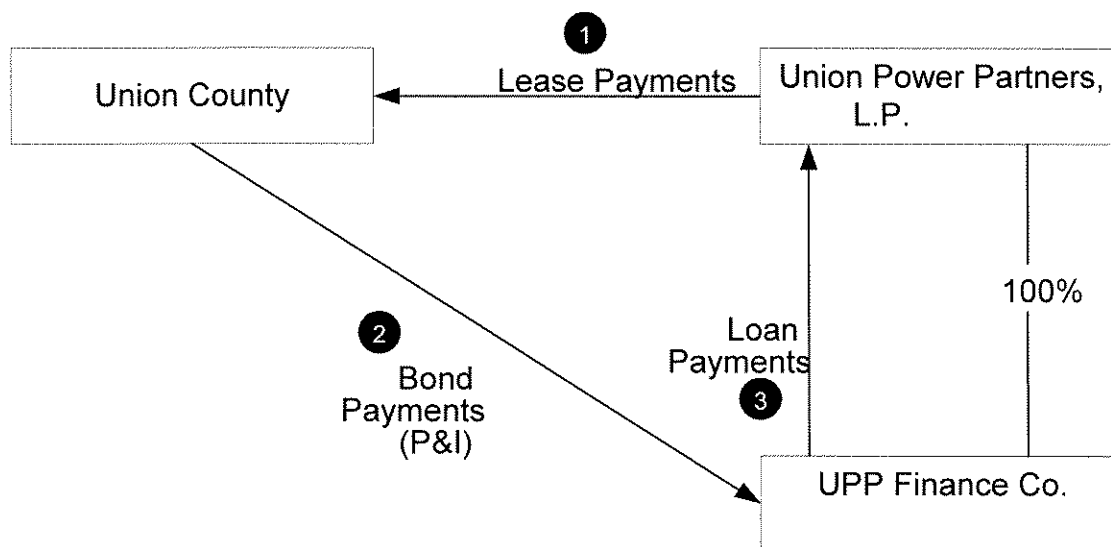 1
Lease Payments
Union County
Union Power Partners,
L.P.
100%
2
Bond
Payments
(P&I)
Loan
Payments
3
UPP Finance Co.